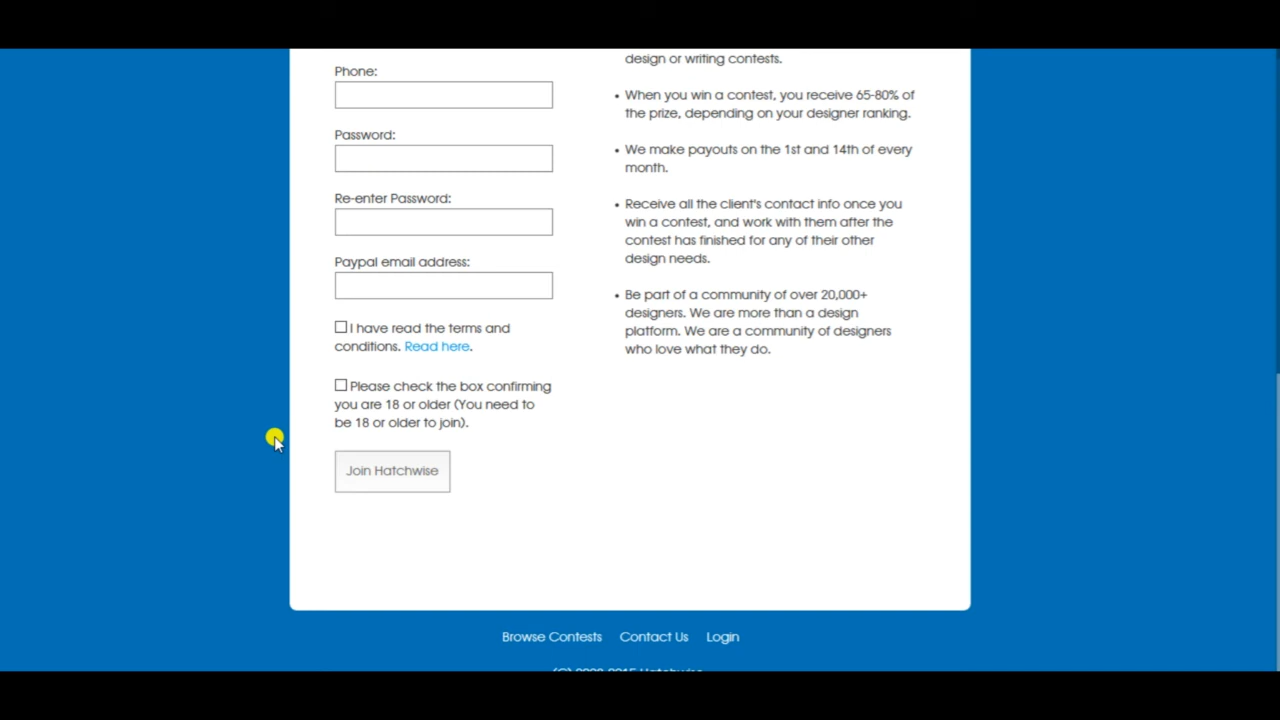 Phone:
Password:
Re-enter Password:
Paypal email address:
I have read the terms and
conditions. Read here.
Please check the box confirming
you are 18 or older (You need to
be 18 or older to join).
Join Hatchwise
design or writing contests.
• When you win a contest, you receive 65-80% of
the prize, depending on your designer ranking.
• We make payouts on the 1st and 14th of every
month.
• Receive all the client's contact info once you
win a contest, and work with them after the
contest has finished for any of their other
design needs.
• Be part of a community of over 20,000+
designers. We are more than a design
platform. We are a community of designers
who love what they do.
Browse Contests Contact Us Login